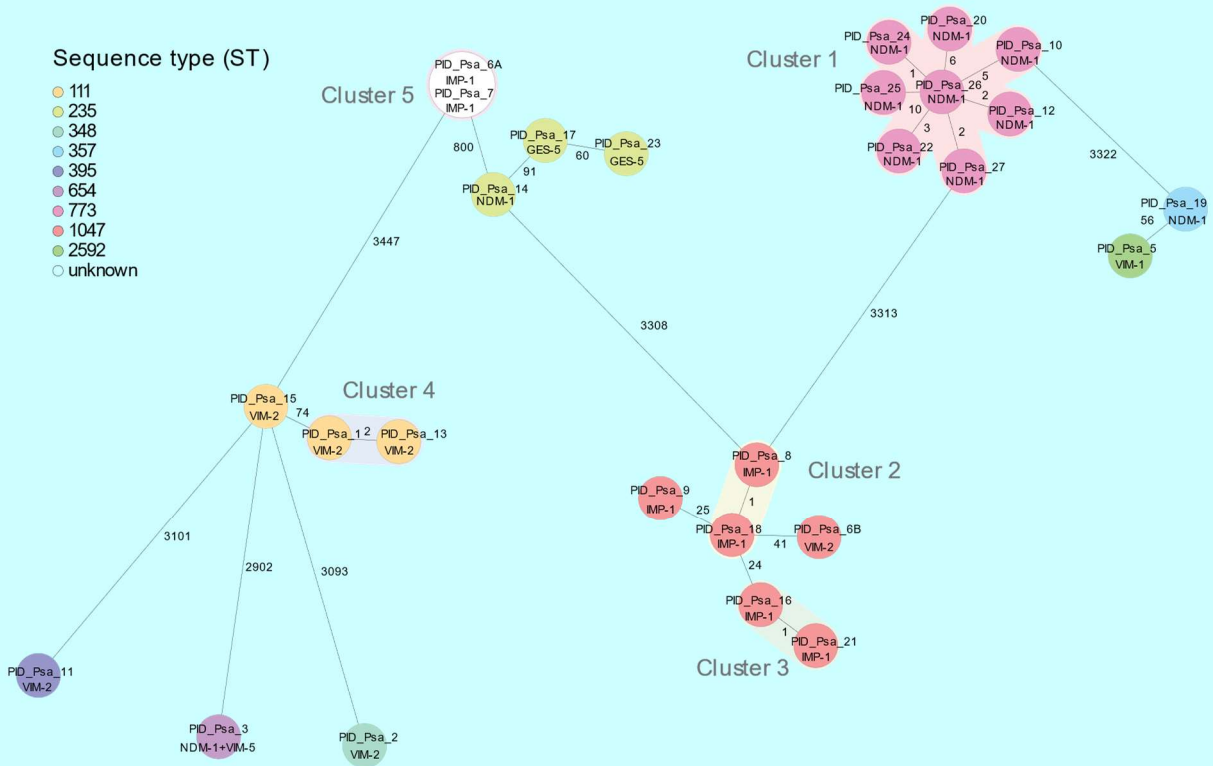 Sequence type (ST)
111
235
348
357
395
654
773
1047
2592
unknown
Cluster 5
PID_Psa_6A
IMP-1
PID_Psa_7
IMP-1
800
PID_Psa_17
GES-5
60
PID_Psa_23
GES-5
91
PID_Psa_14
NDM-1
3447
3308
Cluster 1
PID_Psa_24
NDM-1
PID_Psa_20
NDM-1
PID_Psa_10
NDM-1
1
6
5
PID_Psa_26
NDM-1
PID_Psa_25
NDM-1
10
2
PID_Psa_12
NDM-1
3
2
PID_Psa_22
NDM-1
PID_Psa_27
NDM-1
3322
PID_Psa_19
NDM-1
56
PID_Psa_5
VIM-1
3313
PID_Psa_15
VIM-2
74
Cluster 4
PID_Psa_1
VIM-2
2
PID_Psa_13
VIM-2
3101
2902
3093
PID_Psa_11
VIM-2
PID_Psa_3
NDM-1+VIM-5
PID_Psa_2
VIM-2
PID_Psa_8
IMP-1
Cluster 2
PID_Psa_9
IMP-1
25
1
PID_Psa_18
IMP-1
41
PID_Psa_6B
VIM-2
24
PID_Psa_16
IMP-1
1
PID_Psa_21
IMP-1
Cluster 3